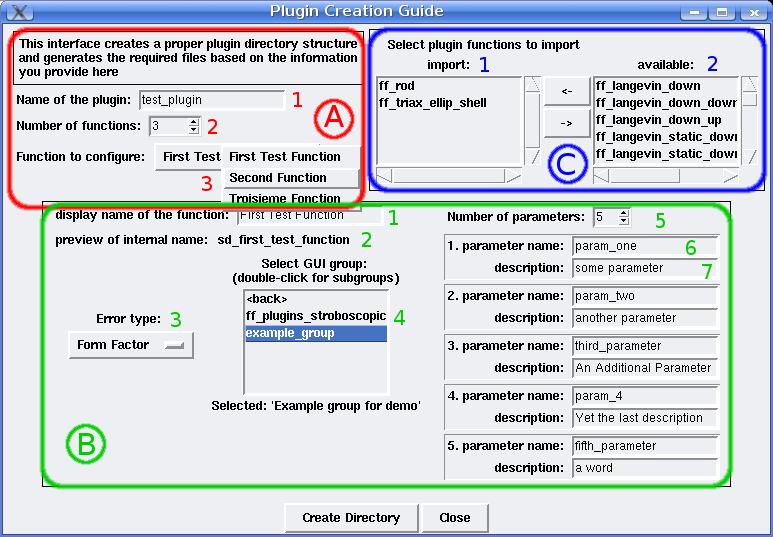 Plugin Creation Guide
This interface creates a proper plugin directory structure
and generates the required files based on the information
you provide here
Name of the plugin: test_plugin 1
Number of functions: 3 2
A
Function to configure: First Test First Test Function
3 Second Function
Troisieme Fonction
Select plugin functions to import
import: 1 available: 2
ff_rod
ff_triax_ellip_shell
<-
->
ff_langevin_down
ff_langevin_down_down
ff_langevin_down_up
ff_langevin_static_down
ff_langevin_static_down
C
display name of the function: First Test Function 1
preview of internal name: sd_first_test_function 2
Select GUI group:
(double-click for subgroups)
<back>
ff_plugins_stroboscopic 4
example_group
Selected: 'Example group for demo'
Error type: 3
Form Factor
B
Number of parameters: 5 5
1. parameter name: param_one 6
description: some parameter 7
2. parameter name: param_two
description: another parameter
3. parameter name: third_parameter
description: An Additional Parameter
4. parameter name: param_4
description: Yet the last description
5. parameter name: fifth_parameter
description: a word
Create Directory Close